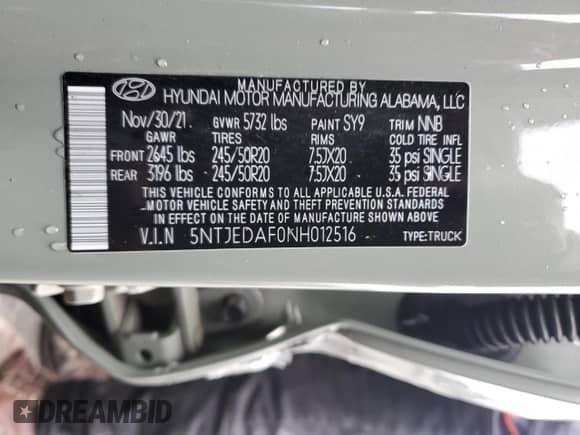 MANUFACTURED BY
HYUNDAI MOTOR MANUFACTURING ALABAMA, LLC
Nov/30/21 GVWR 5732 lbs PAINT SY9 TRIM NNB
GAWR TIRES RIMS COLD TIRE INFL
FRONT 2645 lbs 245/50R20 7.5JX20 35 psi SINGLE
REAR 3196 lbs 245/50R20 7.5JX20 35 psi SINGLE
THIS VEHICLE CONFORMS TO ALL APPLICABLE U.S.A. FEDERAL
MOTOR VEHICLE SAFETY AND THEFT PREVENTION STANDARDS
IN EFFECT ON THE DATE OF MANUFACTURE SHOWN ABOVE.
V.I.N 5NTJEDAF0NH012516 TYPE:TRUCK
DREAMBID